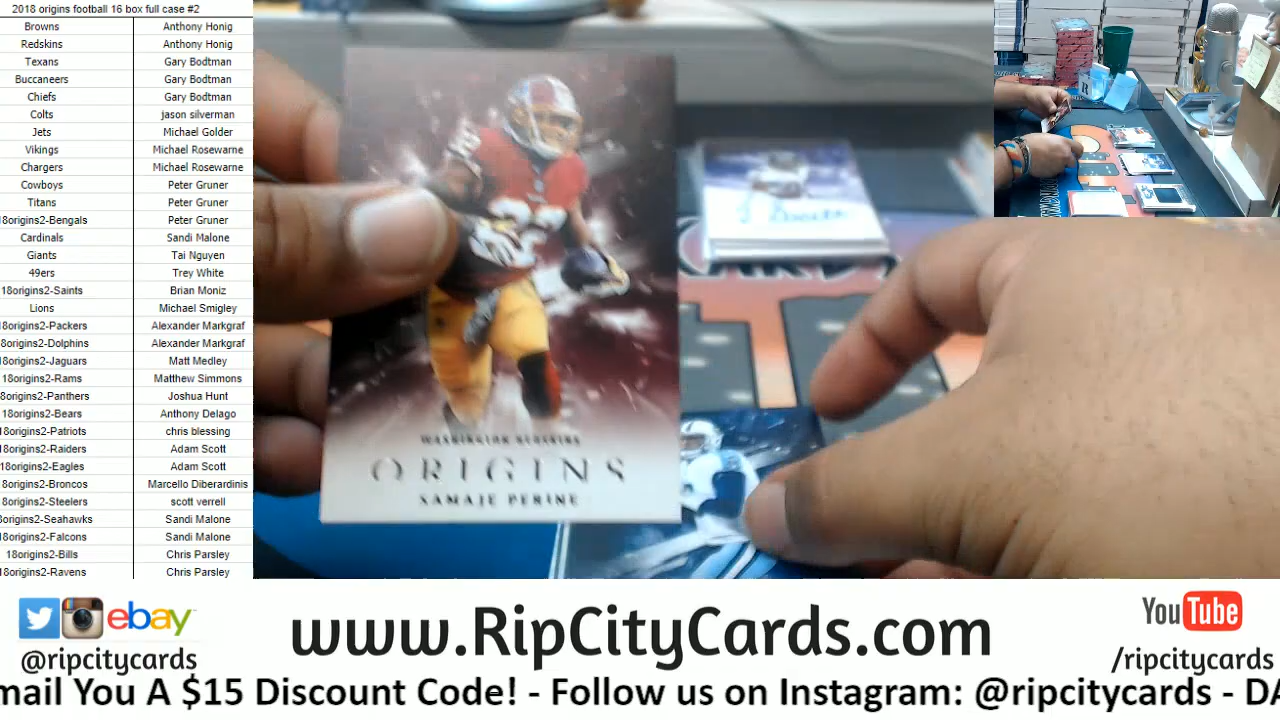 2018 origins football 16 box full case #2
Browns Anthony Honig
Redskins Anthony Honig
Texans Gary Bodtman
Buccaneers Gary Bodtman
Chiefs Gary Bodtman
Colts jason silverman
Jets Michael Golder
Vikings Michael Rosewarne
Chargers Michael Rosewarne
Cowboys Peter Gruner
Titans Peter Gruner
18origins2-Bengals Peter Gruner
Cardinals Sandi Malone
Giants Tai Nguyen
49ers Trey White
18origins2-Saints Brian Moniz
Lions Michael Smigley
18origins2-Packers Alexander Markgraf
18origins2-Dolphins Alexander Markgraf
18origins2-Jaguars Matt Medley
18origins2-Rams Matthew Simmons
18origins2-Panthers Joshua Hunt
18origins2-Bears Anthony Delago
18origins2-Patriots chris blessing
18origins2-Raiders Adam Scott
18origins2-Eagles Adam Scott
8origins2-Broncos Marcello Diberardinis
8origins2-Steelers scott verrell
8origins2-Seahawks Sandi Malone
18origins2-Falcons Sandi Malone
18origins2-Bills Chris Parsley
18origins2-Ravens Chris Parsley
WASHINGTON REDSKINS
ORIGINS
SAMAJE PERINE
ebay
@ripcitycards
www.RipCityCards.com
YouTube
/ripcitycards
mail You A $15 Discount Code! - Follow us on Instagram: @ripcitycards - DA